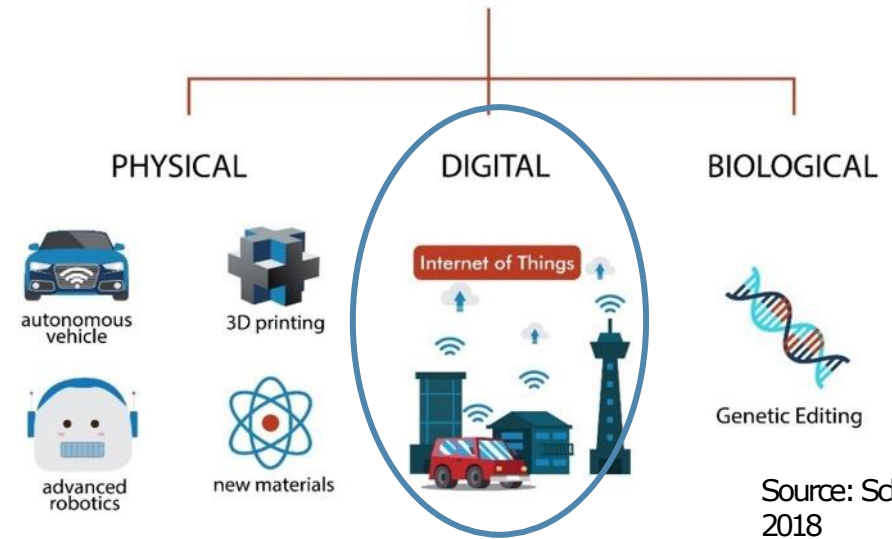 PHYSICAL
DIGITAL
BIOLOGICAL
Internet of Things
autonomous
vehicle
3D printing
advanced
robotics
new materials
Genetic Editing
Source:
2018